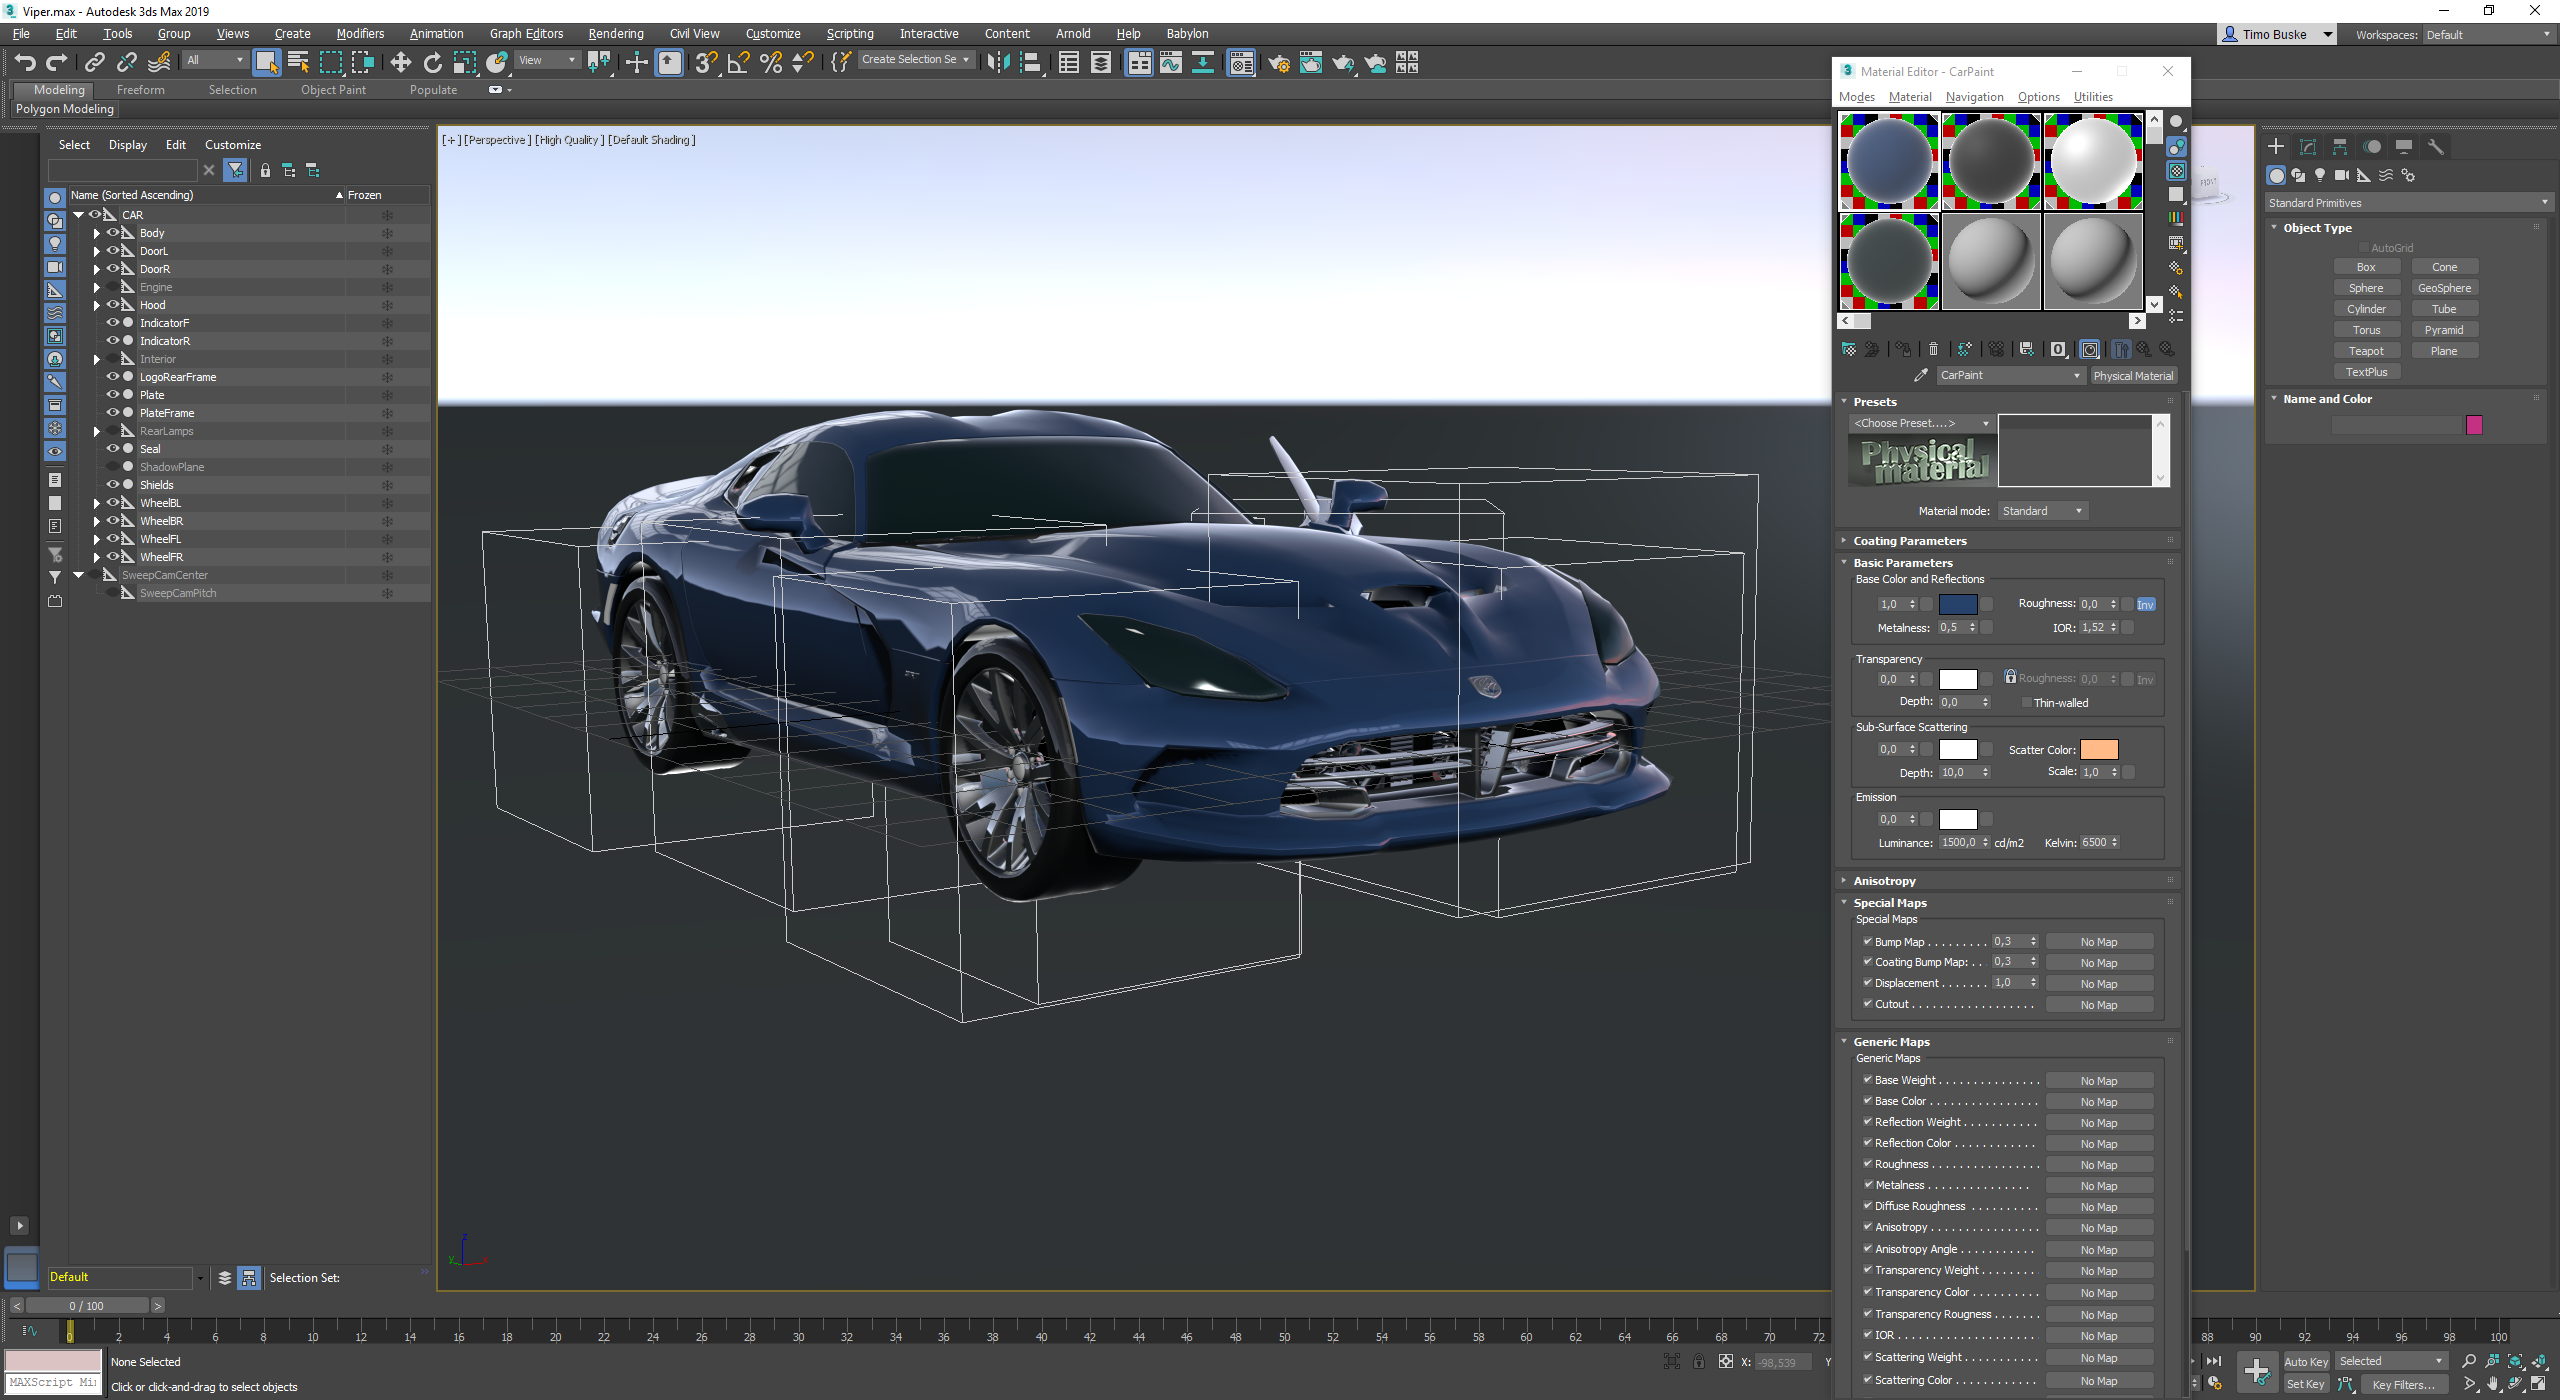 Viper.max - Autodesk 3ds Max 2019
File Edit Tools Group Views Create Modifiers Animation Graph Editors Rendering Civil View Customize Scripting Interactive Content Arnold Help Babylon
Timo Buske
Workspaces: Default
All
View
Create Selection Se
Modeling Freeform Selection Object Paint Populate
Polygon Modeling
Select Display Edit Customize
Name (Sorted Ascending) Frozen
CAR
Body
DoorL
DoorR
Engine
Hood
IndicatorF
IndicatorR
Interior
LogoRearFrame
Plate
PlateFrame
RearLamps
Seal
ShadowPlane
Shields
WheelBL
WheelBR
WheelFL
WheelFR
SweepCamCenter
SweepCamPitch
Default
Selection Set:
[+] [Perspective ] [High Quality ] [Default Shading ]
z
y x
Material Editor - CarPaint
Modes Material Navigation Options Utilities
CarPaint
Physical Material
Presets
<Choose Preset....>
Physical material
Material mode: Standard
Coating Parameters
Basic Parameters
Base Color and Reflections
1,0 Roughness: 0,0 Inv
Metalness: 0,5 IOR: 1,52
Transparency
0,0 Roughness: 0,0 Inv
Depth: 0,0 Thin-walled
Sub-Surface Scattering
0,0 Scatter Color:
Depth: 10,0 Scale: 1,0
Emission
0,0
Luminance: 1500,0 cd/m2 Kelvin: 6500
Anisotropy
Special Maps
Special Maps
Bump Map . . . . . . . . . 0,3 No Map
Coating Bump Map: . . 0,3 No Map
Displacement . . . . . . . 1,0 No Map
Cutout . . . . . . . . . . . . . . . . . . No Map
Generic Maps
Generic Maps
Base Weight . . . . . . . . . . . . . . . No Map
Base Color . . . . . . . . . . . . . . . . No Map
Reflection Weight . . . . . . . . . . . No Map
Reflection Color . . . . . . . . . . . . No Map
Roughness . . . . . . . . . . . . . . . . No Map
Metalness . . . . . . . . . . . . . . . No Map
Diffuse Roughness . . . . . . . . . . No Map
Anisotropy . . . . . . . . . . . . . . . . No Map
Anisotropy Angle . . . . . . . . . . . No Map
Transparency Weight . . . . . . . . No Map
Transparency Color . . . . . . . . . . No Map
Transparency Rougness . . . . . . No Map
IOR . . . . . . . . . . . . . . . . . . . . No Map
Scattering Weight . . . . . . . . . . . No Map
Scattering Color . . . . . . . . . . . . No Map
FRONT
Standard Primitives
Object Type
AutoGrid
Box Cone
Sphere GeoSphere
Cylinder Tube
Torus Pyramid
Teapot Plane
TextPlus
Name and Color
< 0 / 100 >
0 2 4 6 8 10 12 14 16 18 20 22 24 26 28 30 32 34 36 38 40 42 44 46 48 50 52 54 56 58 60 62 64 66 68 70 72 88 90 92 94 96 98 100
None Selected
X: -98,539 Y
Auto Key Selected
MAXScript Mi
Click or click-and-drag to select objects
Set Key Key Filters...